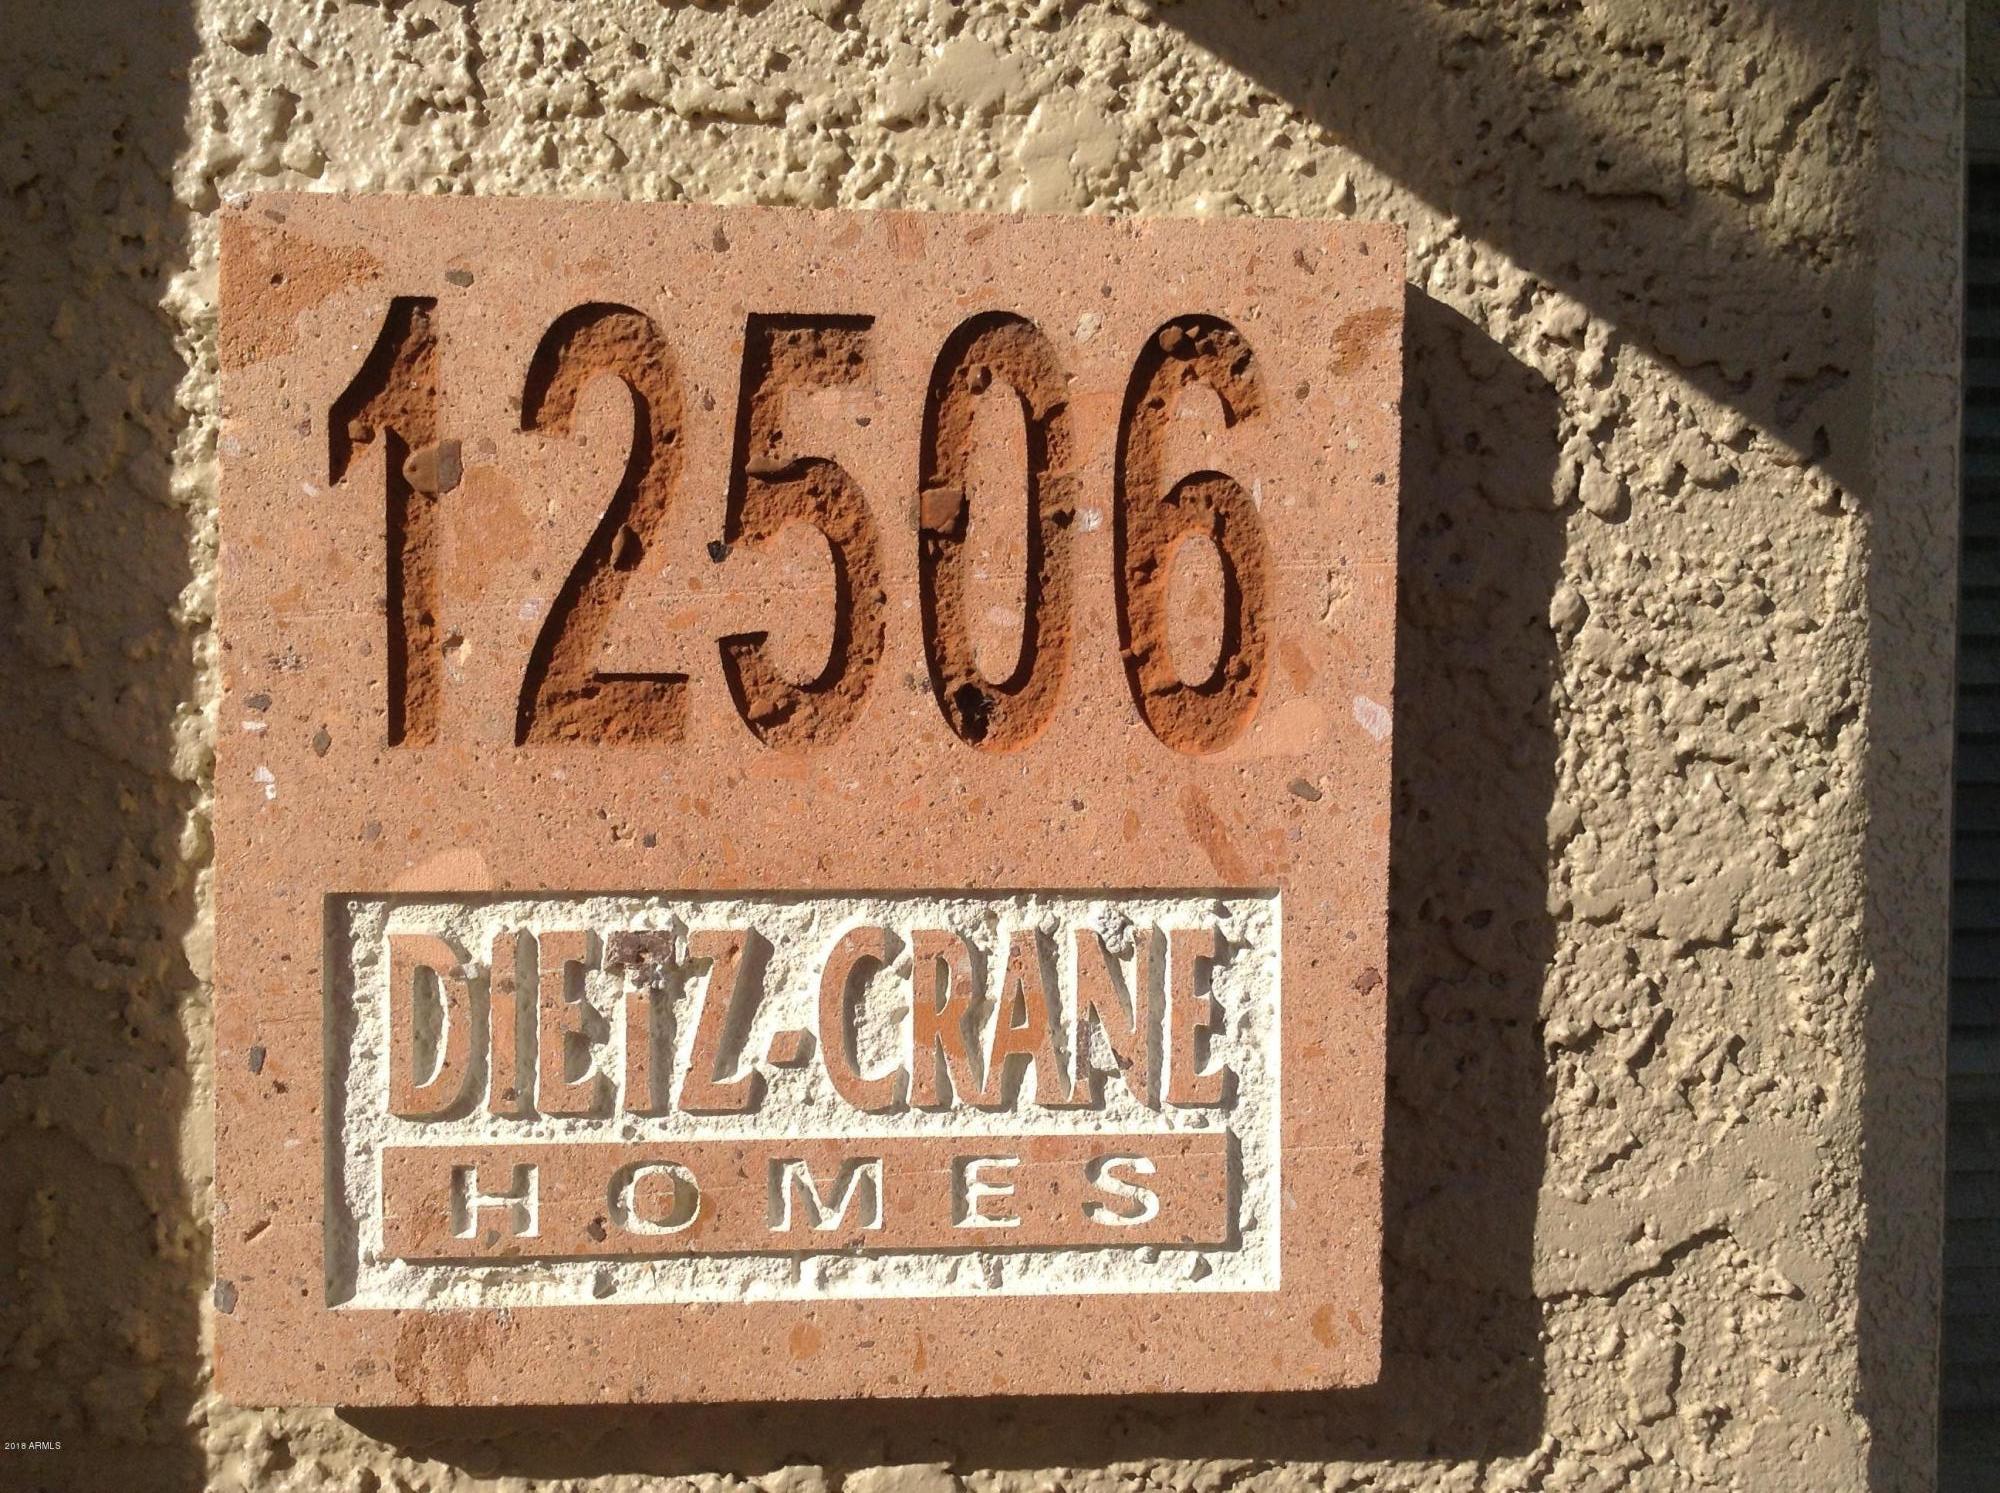 12506
DIETZ-CRANE
HOMES
2018 ARMLS